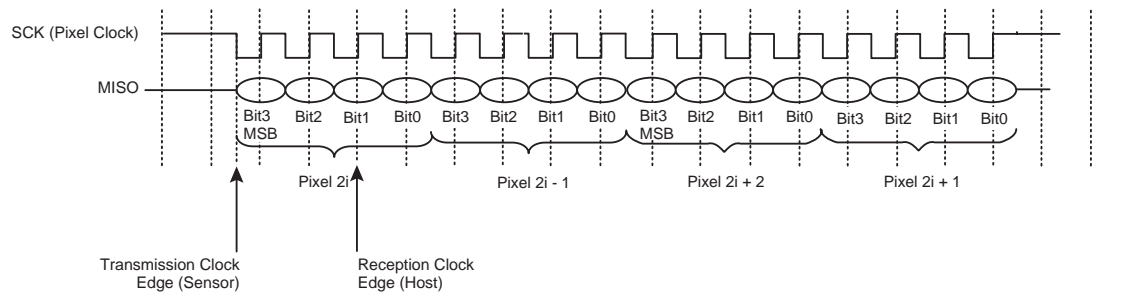 SCK (Pixel Clock)
MISO
Bit3 Bit2 Bit1 Bit0 Bit3 Bit2 Bit1 Bit0 Bit3 Bit2 Bit1 Bit0 Bit3 Bit2 Bit1 Bit0
MSB MSB
Pixel 2i Pixel 2i - 1 Pixel 2i + 2 Pixel 2i + 1
Transmission Clock
Edge (Sensor)
Reception Clock
Edge (Host)